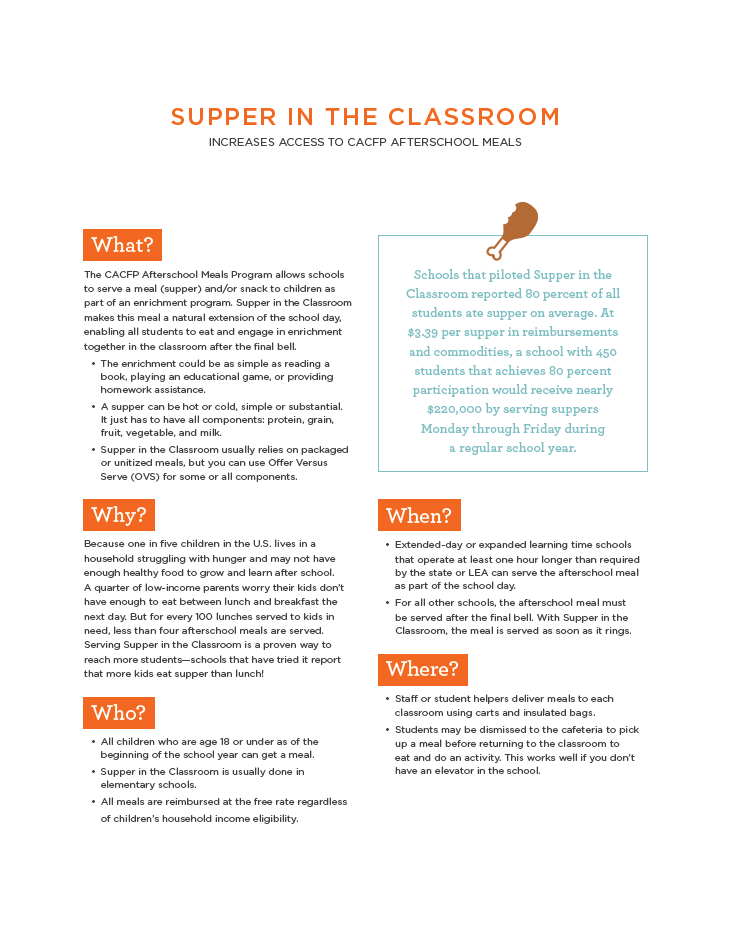 SUPPER IN THE CLASSROOM
INCREASES ACCESS TO CACFP AFTERSCHOOL MEALS
What?
The CACFP Afterschool Meals Program allows schools
to serve a meal (supper) and/or snack to children as
part of an enrichment program. Supper in the Classroom
makes this meal a natural extension of the school day,
enabling all students to eat and engage in enrichment
together in the classroom after the final bell.
• The enrichment could be as simple as reading a
book, playing an educational game, or providing
homework assistance.
• A supper can be hot or cold, simple or substantial.
It just has to have all components: protein, grain,
fruit, vegetable, and milk.
• Supper in the Classroom usually relies on packaged
or unitized meals, but you can use Offer Versus
Serve (OVS) for some or all components.
Why?
Because one in five children in the U.S. lives in a
household struggling with hunger and may not have
enough healthy food to grow and learn after school.
A quarter of low-income parents worry their kids don't
have enough to eat between lunch and breakfast the
next day. But for every 100 lunches served to kids in
need, less than four afterschool meals are served.
Serving Supper in the Classroom is a proven way to
reach more students—schools that have tried it report
that more kids eat supper than lunch!
Who?
• All children who are age 18 or under as of the
beginning of the school year can get a meal.
• Supper in the Classroom is usually done in
elementary schools.
• All meals are reimbursed at the free rate regardless
of children's household income eligibility.
Schools that piloted Supper in the
Classroom reported 80 percent of all
students ate supper on average. At
$3.39 per supper in reimbursements
and commodities, a school with 450
students that achieves 80 percent
participation would receive nearly
$220,000 by serving suppers
Monday through Friday during
a regular school year.
When?
• Extended-day or expanded learning time schools
that operate at least one hour longer than required
by the state or LEA can serve the afterschool meal
as part of the school day.
• For all other schools, the afterschool meal must
be served after the final bell. With Supper in the
Classroom, the meal is served as soon as it rings.
Where?
• Staff or student helpers deliver meals to each
classroom using carts and insulated bags.
• Students may be dismissed to the cafeteria to pick
up a meal before returning to the classroom to
eat and do an activity. This works well if you don't
have an elevator in the school.